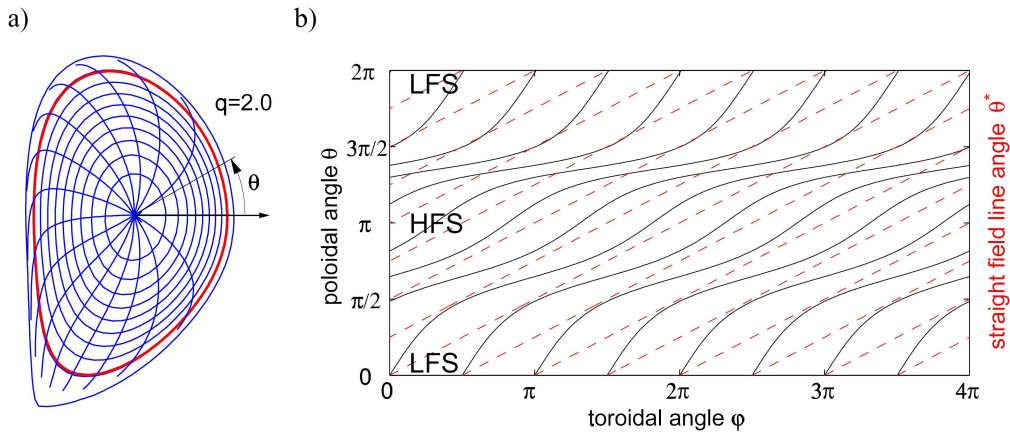 a)
q=2.0
θ
b)
poloidal angle θ
2π
3π/2
π
π/2
0
LFS
HFS
LFS
0
π
2π
3π
4π
toroidal angle φ
straight field line angle θ*